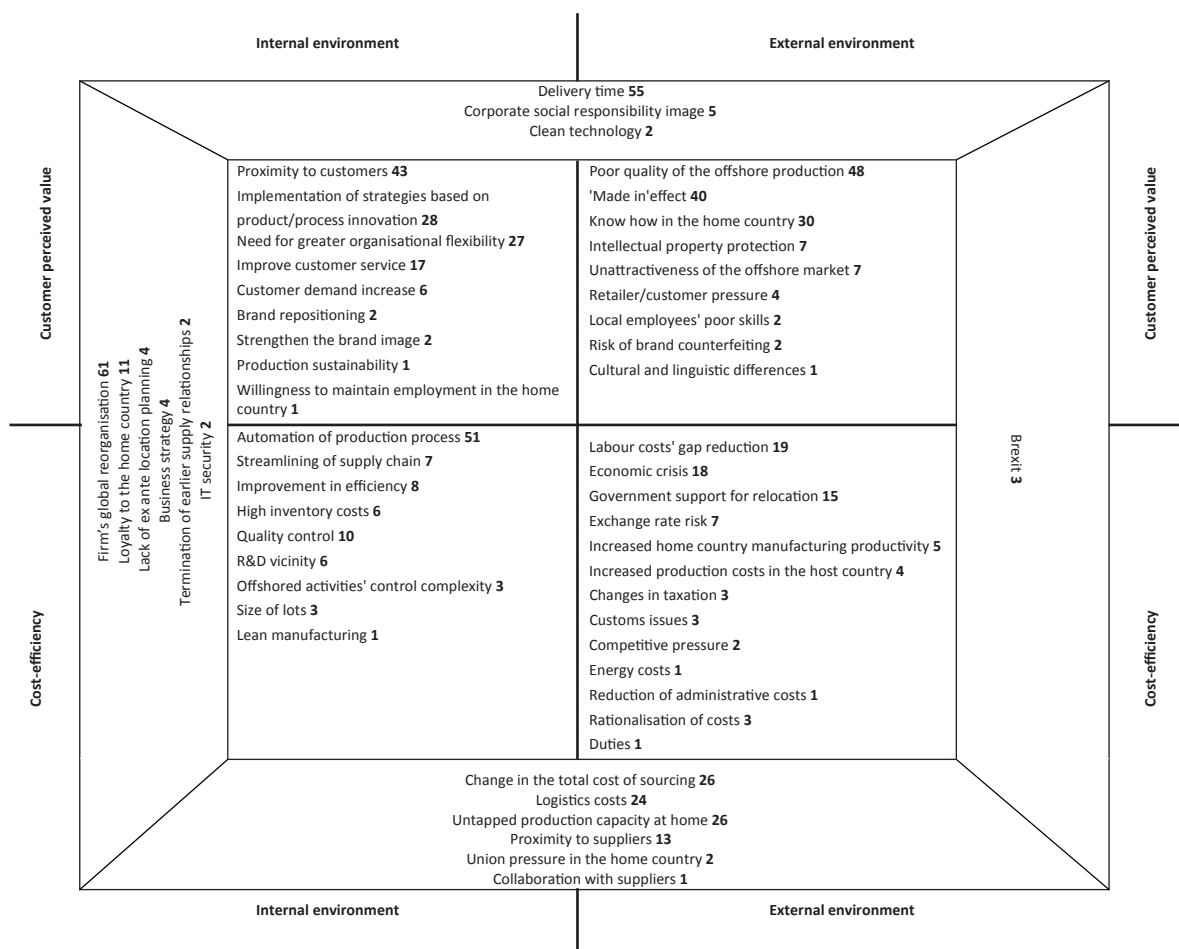 Internal environment
External environment
Delivery time 55
Corporate social responsibility image 5
Clean technology 2
Customer perceived value
Customer perceived value
Proximity to customers 43
Implementation of strategies based on
product/process innovation 28
Need for greater organisational flexibility 27
Improve customer service 17
Customer demand increase 6
Brand repositioning 2
Strengthen the brand image 2
Production sustainability 1
Willingness to maintain employment in the home
country 1
Poor quality of the offshore production 48
'Made in'effect 40
Know how in the home country 30
Intellectual property protection 7
Unattractiveness of the offshore market 7
Retailer/customer pressure 4
Local employees' poor skills 2
Risk of brand counterfeiting 2
Cultural and linguistic differences 1
Firm's global reorganisation 61
Loyalty to the home country 11
Lack of ex ante location planning 4
Business strategy 4
Termination of earlier supply relationships 2
IT security 2
Brexit 3
Cost-efficiency
Cost-efficiency
Automation of production process 51
Streamlining of supply chain 7
Improvement in efficiency 8
High inventory costs 6
Quality control 10
R&D vicinity 6
Offshored activities' control complexity 3
Size of lots 3
Lean manufacturing 1
Labour costs' gap reduction 19
Economic crisis 18
Government support for relocation 15
Exchange rate risk 7
Increased home country manufacturing productivity 5
Increased production costs in the host country 4
Changes in taxation 3
Customs issues 3
Competitive pressure 2
Energy costs 1
Reduction of administrative costs 1
Rationalisation of costs 3
Duties 1
Change in the total cost of sourcing 26
Logistics costs 24
Untapped production capacity at home 26
Proximity to suppliers 13
Union pressure in the home country 2
Collaboration with suppliers 1
Internal environment
External environment